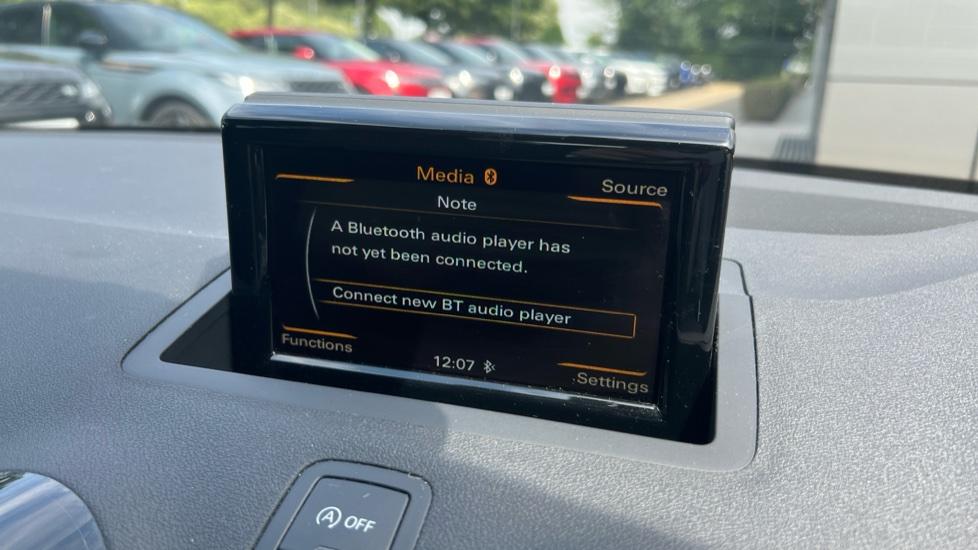 Media
Source
Note
A Bluetooth audio player has
not yet been connected.
Connect new BT audio player
Functions
12:07
Settings
A OFF